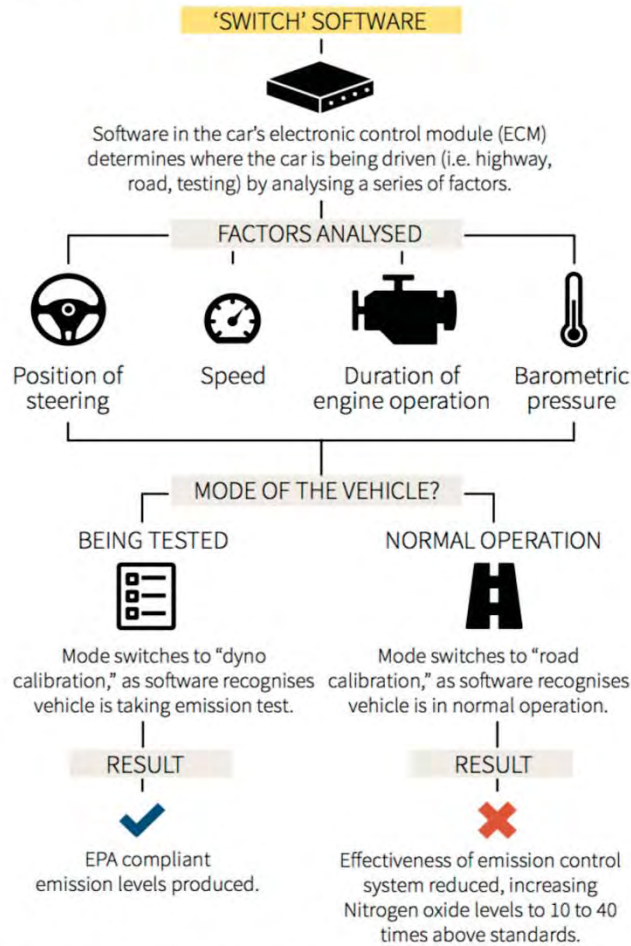 ‘SWITCH’ SOFTWARE
Software in the car’s electronic control module (ECM)
determines where the car is being driven (i.e. highway,
road, testing) by analysing a series of factors.
FACTORS ANALYSED
Position of
steering
Speed
Duration of
engine operation
Barometric
pressure
MODE OF THE VEHICLE?
BEING TESTED
Mode switches to “dyno
calibration,” as software recognises
vehicle is taking emission test.
RESULT
EPA compliant
emission levels produced.
NORMAL OPERATION
Mode switches to “road
calibration,” as software recognises
vehicle is in normal operation.
RESULT
Effectiveness of emission control
system reduced, increasing
Nitrogen oxide levels to 10 to 40
times above standards.